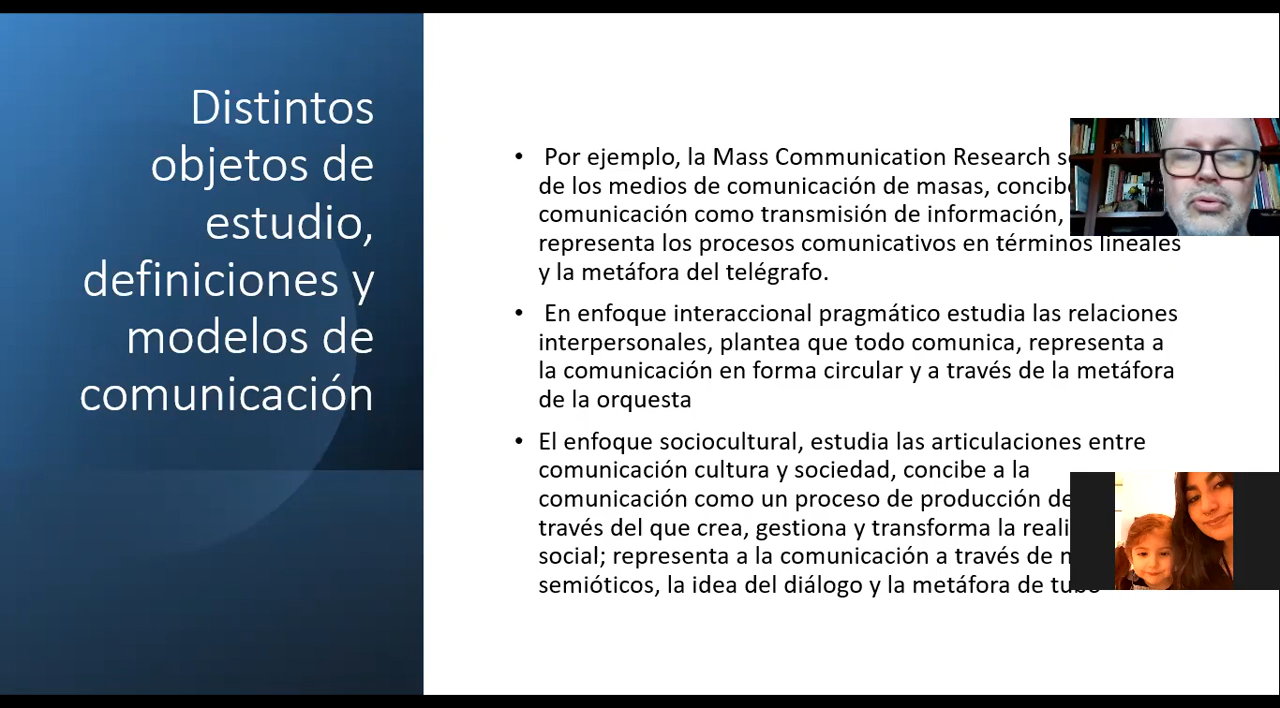 Distintos
objetos de
estudio,
definiciones y
modelos de
comunicación
• Por ejemplo, la Mass Communication Research
de los medios de comunicación de masas,
comunicación como transmisión de información,
representa los procesos comunicativos en términos lineales
y la metáfora del telégrafo.
• En enfoque interaccional pragmático estudia las relaciones
interpersonales, plantea que todo comunica, representa a
la comunicación en forma circular y a través de la metáfora
de la orquesta
• El enfoque sociocultural, estudia las articulaciones entre
comunicación cultura y sociedad, concibe a la
comunicación como un proceso de producción de
través del que crea, gestiona y transforma la
social; representa a la comunicación a través de
semióticos, la idea del diálogo y la metáfora de